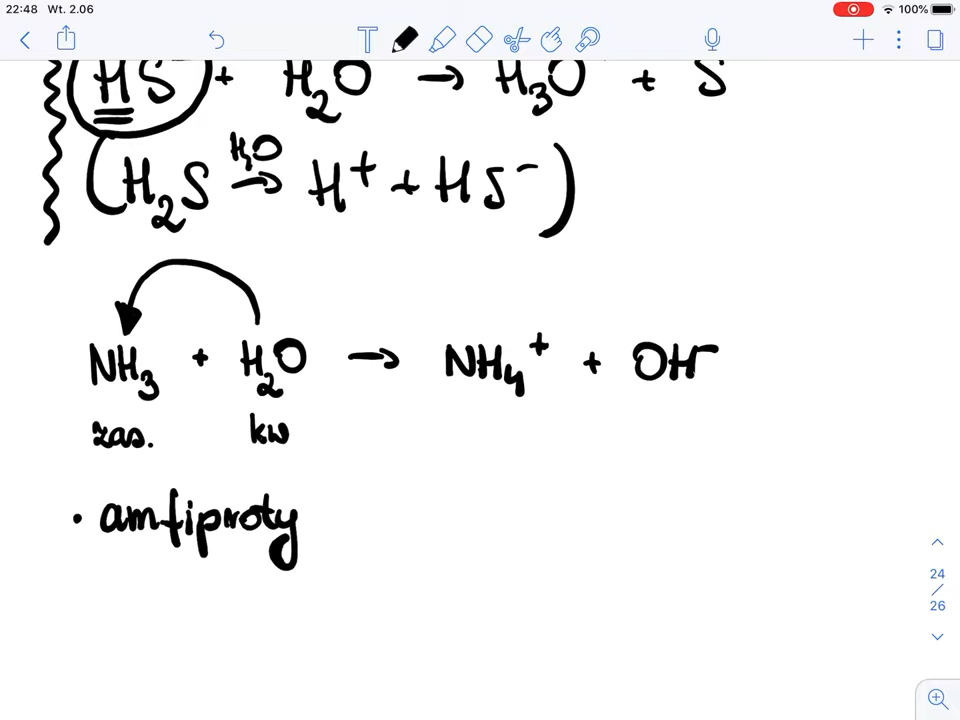 22:48 Wt. 2.06 100%
HS⁻ + H₂O → H₃O + S
(H₂S →[H₂O] H⁺ + HS⁻)
NH₃ + H₂O → NH₄⁺ + OH⁻
zas. kw
• amfiproty
24
/
26